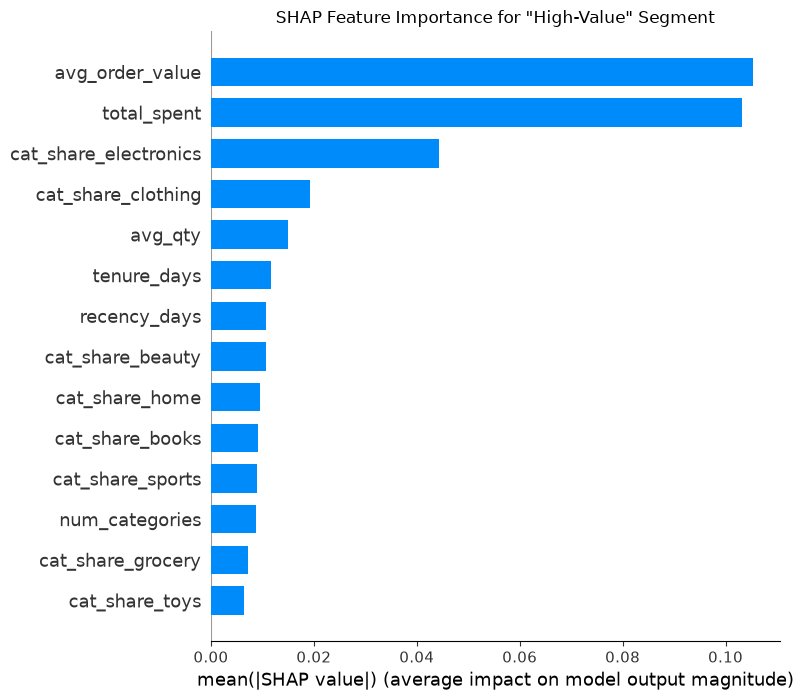 SHAP Feature Importance for "High-Value" Segment
avg_order_value
total_spent
cat_share_electronics
cat_share_clothing
avg_qty
tenure_days
recency_days
cat_share_beauty
cat_share_home
cat_share_books
cat_share_sports
num_categories
cat_share_grocery
cat_share_toys
0.00 0.02 0.04 0.06 0.08 0.10
mean(|SHAP value|) (average impact on model output magnitude)